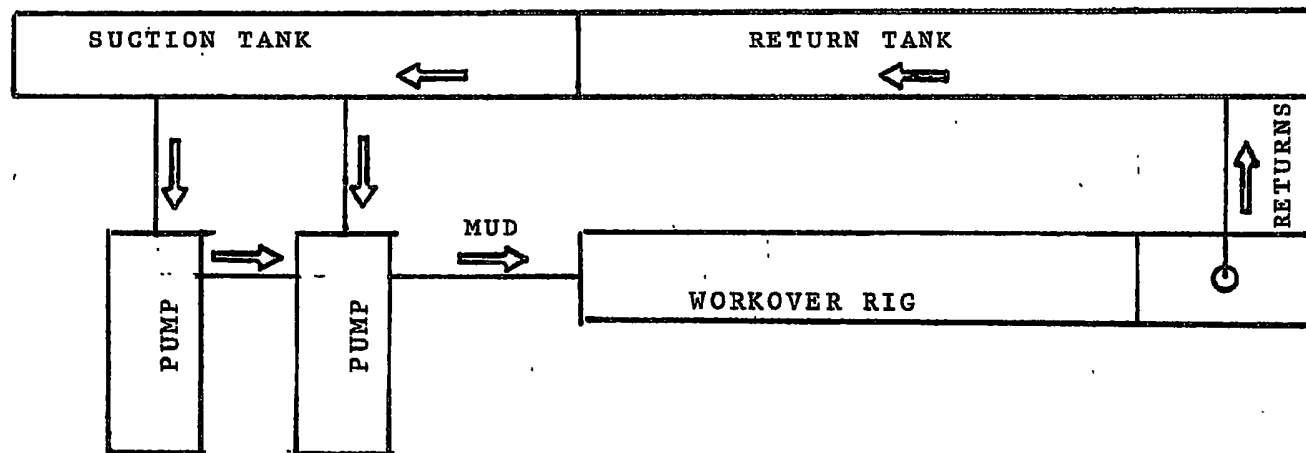 SUCTION TANK
RETURN TANK
RETURNS
MUD
PUMP
PUMP
WORKOVER RIG